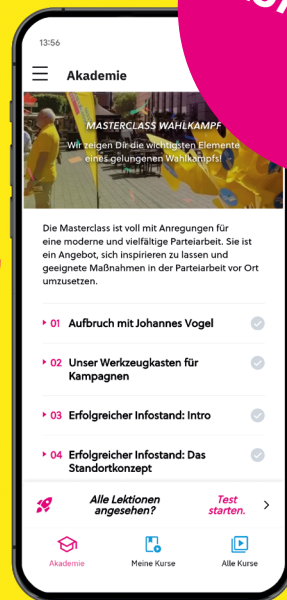 13:56
Akademie
MASTERCLASS WAHLKAMPF
Wir zeigen Dir die wichtigsten Elemente
eines gelungenen Wahlkampfs!
Die Masterclass ist voll mit Anregungen für
eine moderne und vielfältige Parteiarbeit. Sie ist
ein Angebot, sich inspirieren zu lassen und
geeignete Maßnahmen in der Parteiarbeit vor Ort
umzusetzen.
01 Aufbruch mit Johannes Vogel
02 Unser Werkzeugkasten für
Kampagnen
03 Erfolgreicher Infostand: Intro
04 Erfolgreicher Infostand: Das
Standortkonzept
Alle Lektionen
angesehen?
Test
starten.
Akademie Meine Kurse Alle Kurse